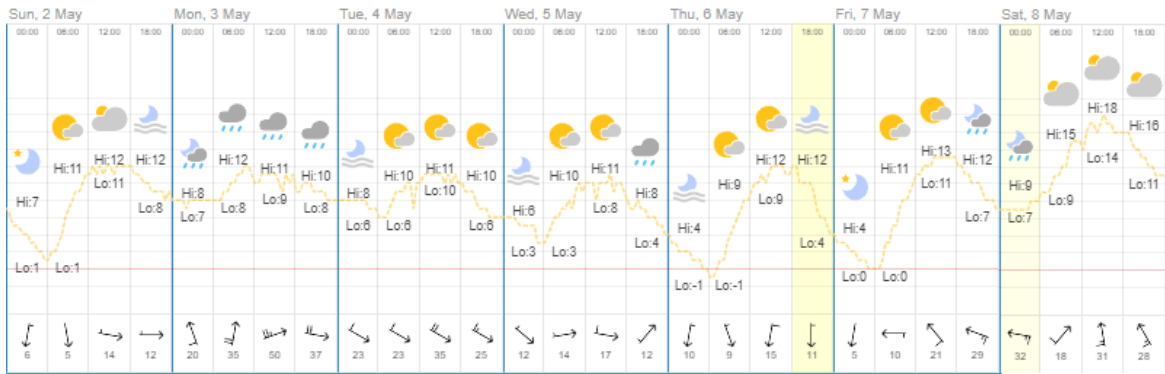 Sun, 2 May Mon, 3 May Tue, 4 May Wed, 5 May Thu, 6 May Fri, 7 May Sat, 8 May
00:00 06:00 12:00 18:00 00:00 06:00 12:00 18:00 00:00 06:00 12:00 18:00 00:00 06:00 12:00 18:00 00:00 06:00 12:00 18:00 00:00 06:00 12:00 18:00 00:00 06:00 12:00 18:00
Hi:7 Hi:11 Hi:12 Hi:12 Hi:8 Hi:12 Hi:11 Hi:10 Hi:8 Hi:10 Hi:11 Hi:10 Hi:6 Hi:10 Hi:11 Hi:8 Hi:4 Hi:9 Hi:12 Hi:12 Hi:4 Hi:11 Hi:13 Hi:12 Hi:9 Hi:15 Hi:18 Hi:16
Lo:1 Lo:1 Lo:11 Lo:8 Lo:7 Lo:8 Lo:9 Lo:8 Lo:6 Lo:6 Lo:10 Lo:6 Lo:3 Lo:3 Lo:8 Lo:4 Lo:-1 Lo:-1 Lo:9 Lo:4 Lo:0 Lo:0 Lo:11 Lo:7 Lo:7 Lo:9 Lo:14 Lo:11
6 5 14 12 20 35 50 37 23 23 35 25 12 14 17 12 10 9 15 11 5 10 21 29 32 18 31 28